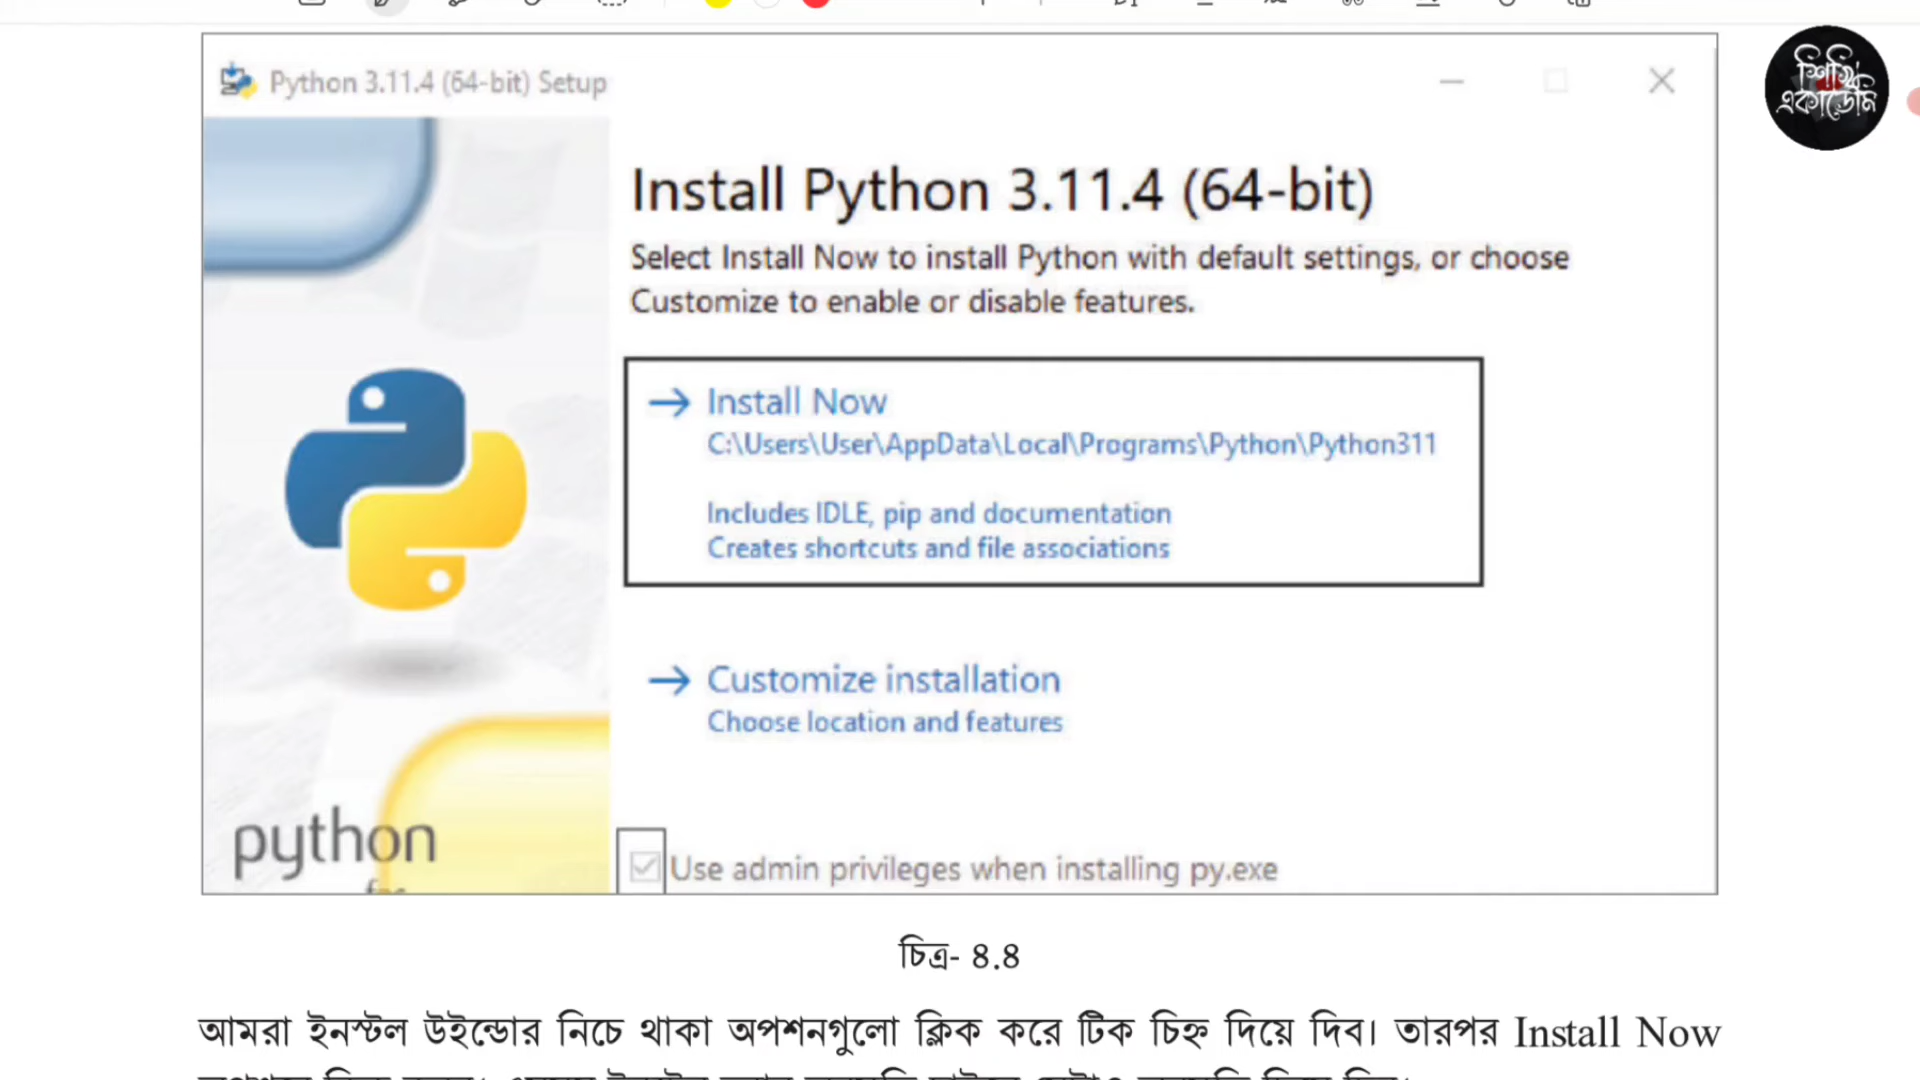 শিখি
একাডেমি
Python 3.11.4 (64-bit) Setup
Install Python 3.11.4 (64-bit)
Select Install Now to install Python with default settings, or choose
Customize to enable or disable features.
→ Install Now
C:\Users\User\AppData\Local\Programs\Python\Python311
Includes IDLE, pip and documentation
Creates shortcuts and file associations
→ Customize installation
Choose location and features
python
Use admin privileges when installing py.exe
চিত্র- ৪.৪
আমরা ইনস্টল উইন্ডোর নিচে থাকা অপশনগুলো ক্লিক করে টিক চিহ্ন দিয়ে দিব। তারপর Install Now